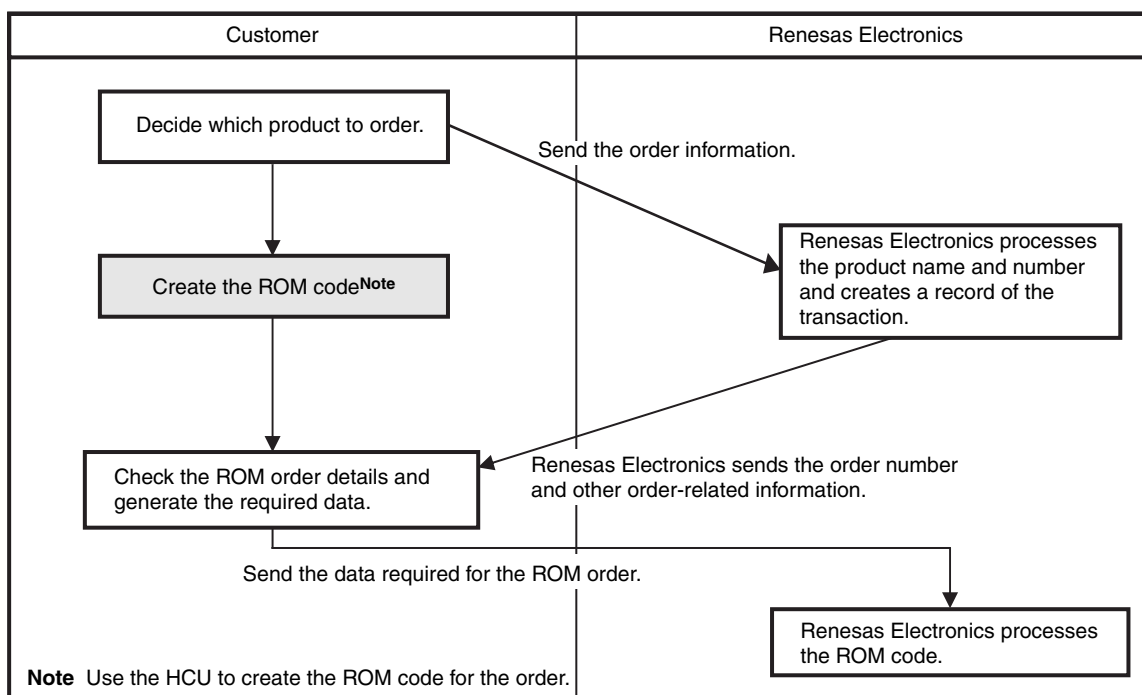 Customer
Renesas Electronics
Decide which product to order.
Send the order information.
Renesas Electronics processes
the product name and number
and creates a record of the
transaction.
Create the ROM codeNote
Check the ROM order details and
generate the required data.
Renesas Electronics sends the order number
and other order-related information.
Send the data required for the ROM order.
Renesas Electronics processes
the ROM code.
Note Use the HCU to create the ROM code for the order.